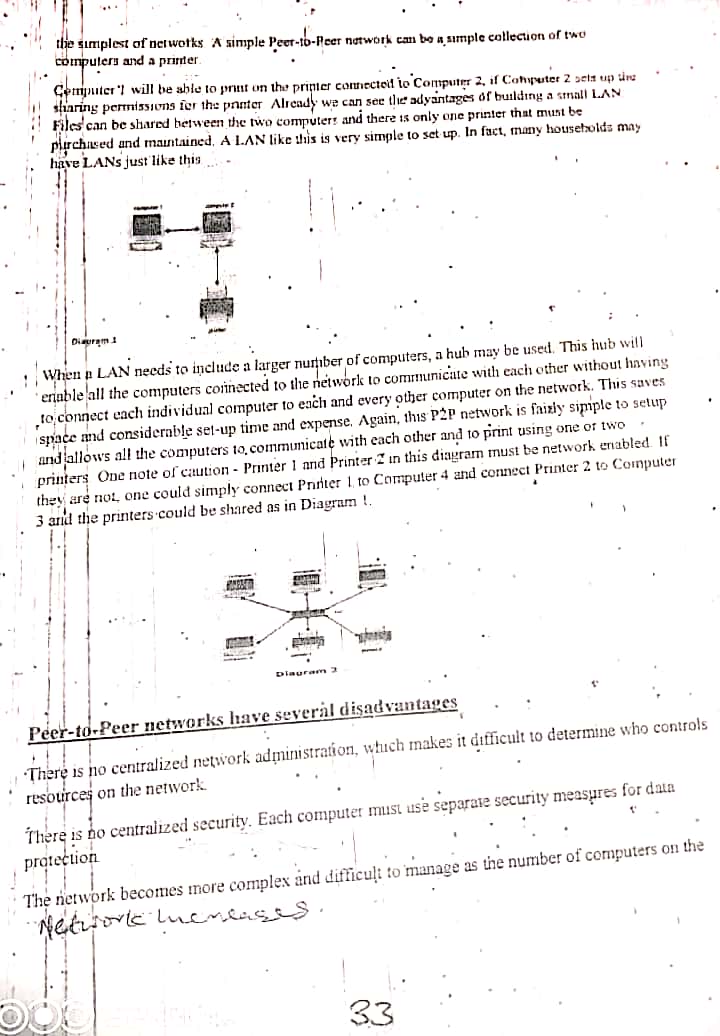 the simplest of networks A simple Peer-to-Peer network can be a simple collection of two
computers and a printer.
Computer 1 will be able to print on the printer connected to Computer 2, if Computer 2 sets up the
sharing permissions for the printer Already we can see the advantages of building a small LAN
Files can be shared between the two computers and there is only one printer that must be
purchased and maintained. A LAN like this is very simple to set up. In fact, many households may
have LANs just like this
computer 1
computer 2
printer
Diagram 1
When a LAN needs to include a larger number of computers, a hub may be used. This hub will
enable all the computers connected to the network to communicate with each other without having
to connect each individual computer to each and every other computer on the network. This saves
space and considerable set-up time and expense. Again, this P2P network is fairly simple to setup
and allows all the computers to communicate with each other and to print using one or two
printers One note of caution - Printer 1 and Printer 2 in this diagram must be network enabled. If
they are not, one could simply connect Printer 1 to Computer 4 and connect Printer 2 to Computer
3 and the printers could be shared as in Diagram 1.
Diagram 2
Peer-to-Peer networks have several disadvantages
There is no centralized network administration, which makes it difficult to determine who controls
resources on the network.
There is no centralized security. Each computer must use separate security measures for data
protection
The network becomes more complex and difficult to manage as the number of computers on the
Network increases.
33